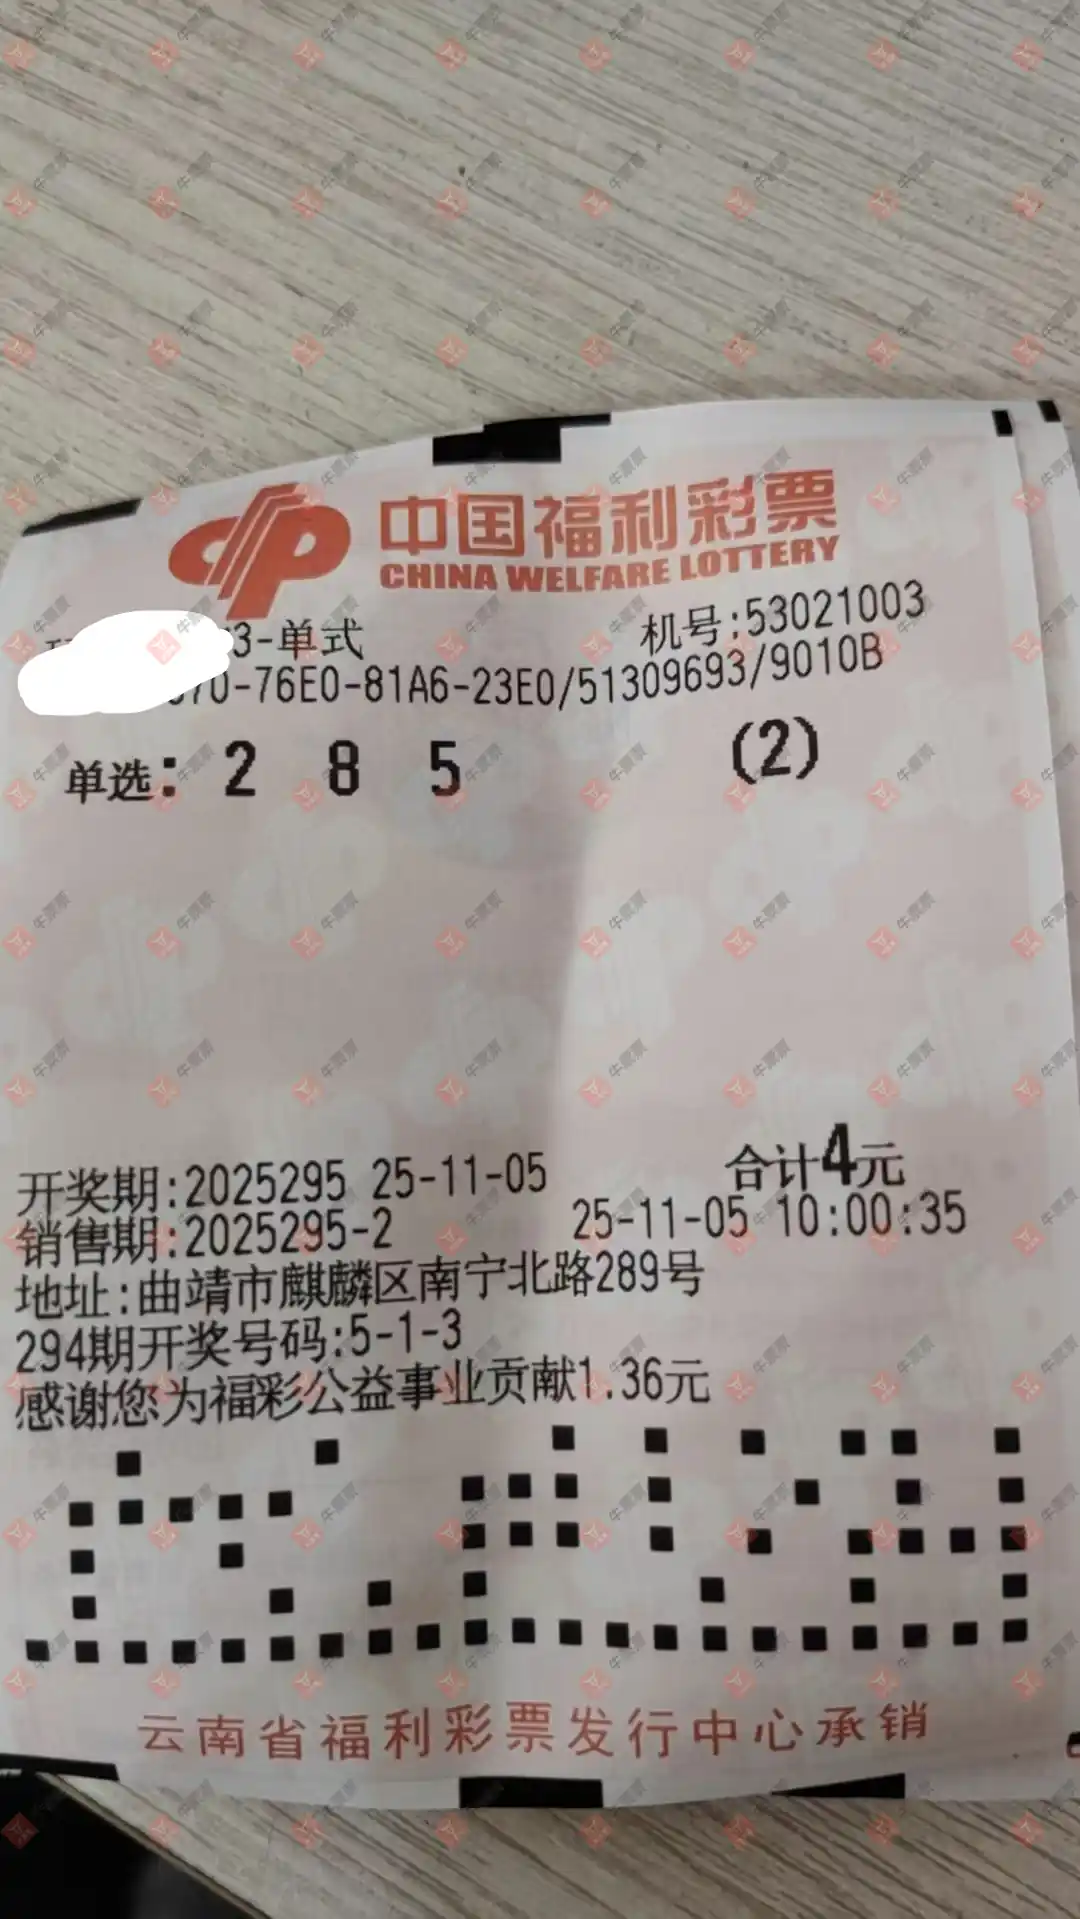 中国福利彩票
CHINA WELFARE LOTTERY
3-单式 机号:53021003
70-76E0-81A6-23E0/51309693/9010B
单选: 2 8 5 (2)
合计4元
开奖期:2025295 25-11-05
销售期:2025295-2 25-11-05 10:00:35
地址:曲靖市麒麟区南宁北路289号
294期开奖号码:5-1-3
感谢您为福彩公益事业贡献1.36元
云南省福利彩票发行中心承销
牛票票